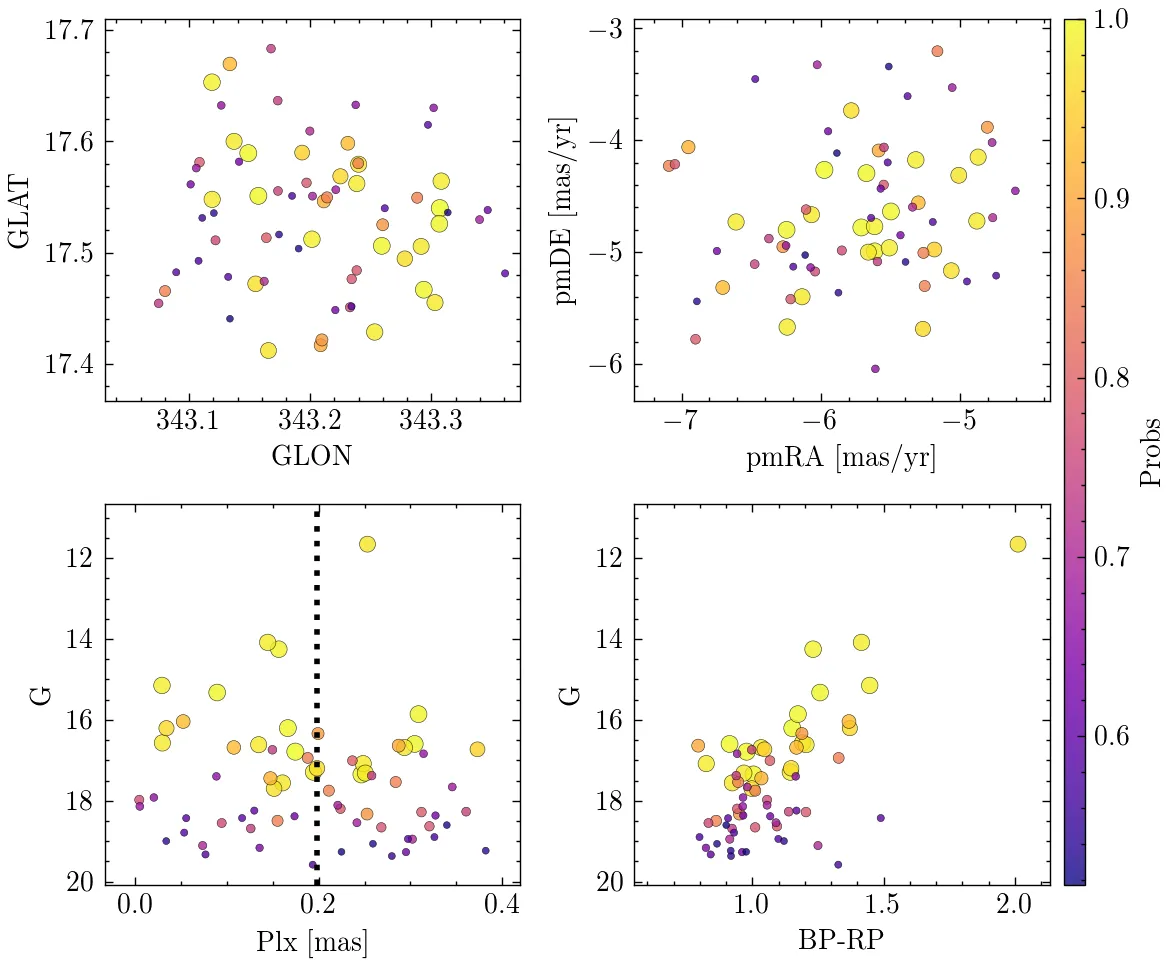 17.7
17.6
17.5
17.4
GLAT
343.1 343.2 343.3
GLON
−3
−4
−5
−6
pmDE [mas/yr]
−7 −6 −5
pmRA [mas/yr]
12
14
16
18
20
G
0.0 0.2 0.4
Plx [mas]
12
14
16
18
20
G
1.0 1.5 2.0
BP-RP
1.0
0.9
0.8
0.7
0.6
Probs